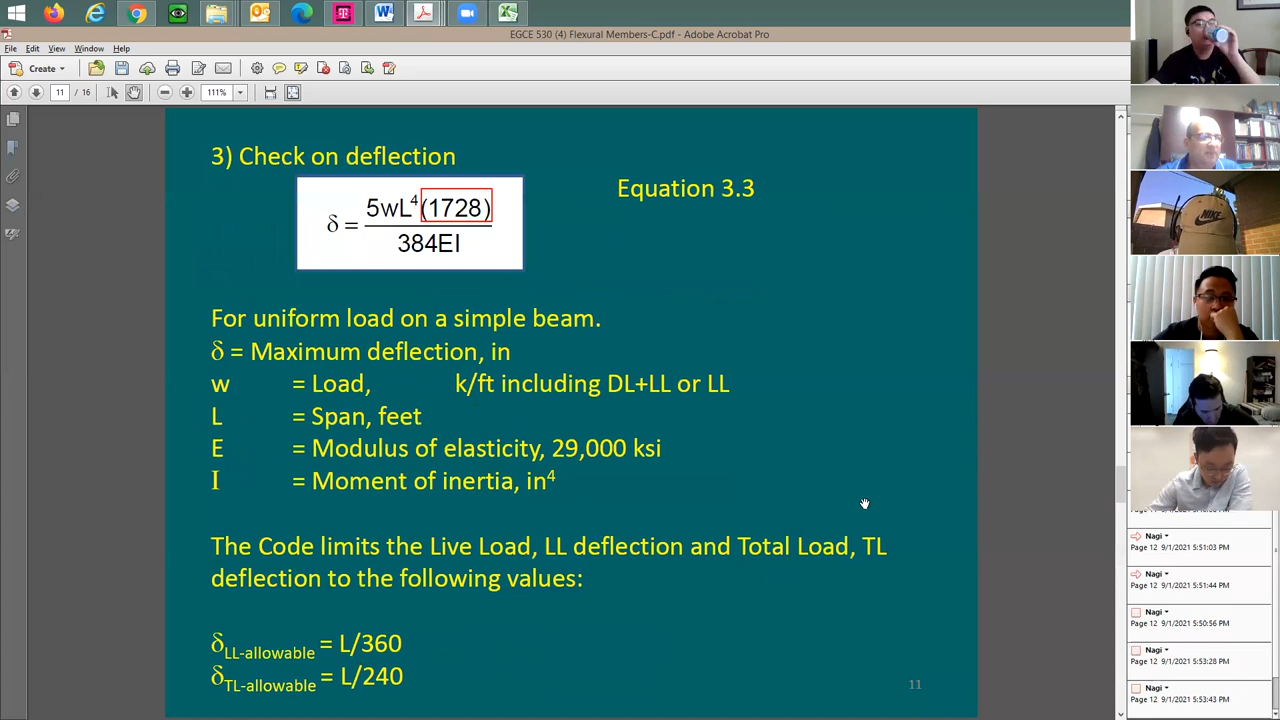 EGCE 530 (4) Flexural Members-C.pdf - Adobe Acrobat Pro
File Edit View Window Help
Create
11 / 16 111%
3) Check on deflection
Equation 3.3
δ = 5wL⁴(1728)
384EI
For uniform load on a simple beam.
δ = Maximum deflection, in
w = Load, k/ft including DL+LL or LL
L = Span, feet
E = Modulus of elasticity, 29,000 ksi
I = Moment of inertia, in⁴
The Code limits the Live Load, LL deflection and Total Load, TL
deflection to the following values:
δLL-allowable = L/360
δTL-allowable = L/240
11
NIKE
Nagi
Page 12 9/1/2021 5:51:03 PM
Nagi
Page 12 9/1/2021 5:51:44 PM
Nagi
Page 12 9/1/2021 5:50:56 PM
Nagi
Page 12 9/1/2021 5:53:28 PM
Nagi
Page 12 9/1/2021 5:53:43 PM